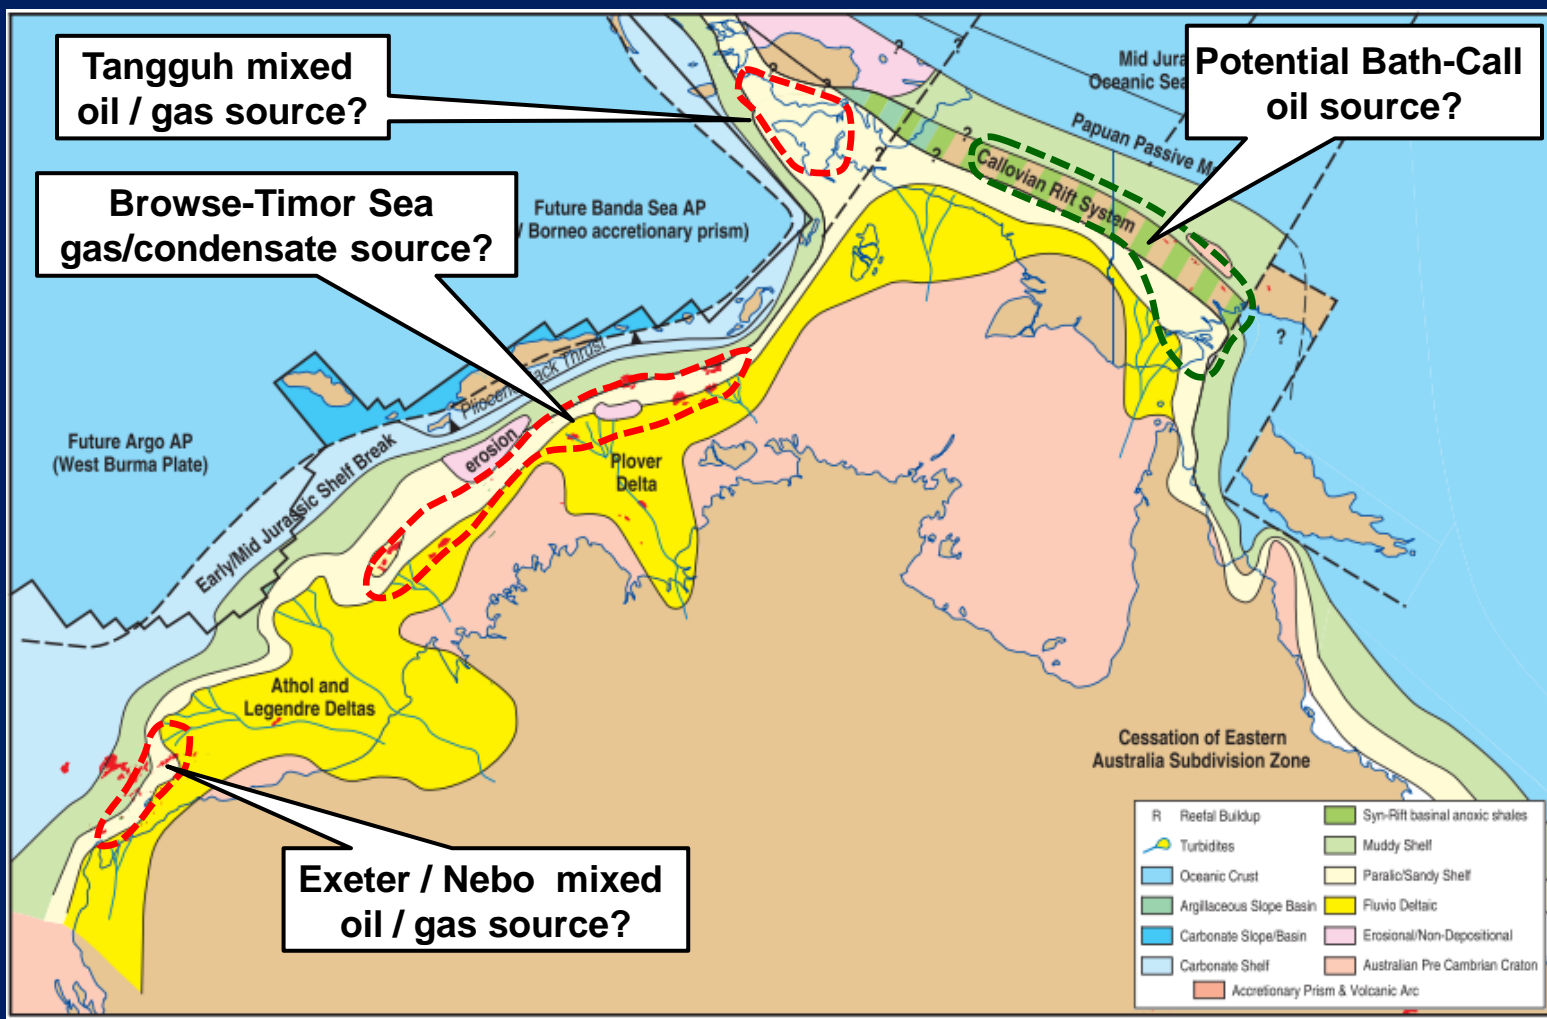 Tangguh mixed
oil / gas source?
Mid Jura
Oceanic Sea
Potential Bath-Call
oil source?
Papuan Passive M
Callovian Rift System
Browse-Timor Sea
gas/condensate source?
Future Banda Sea AP
/ Borneo accretionary prism)
Pliocene
ack Thrust
Future Argo AP
(West Burma Plate)
erosion
Early/Mid Jurassic Shelf Break
Plover
Delta
Athol and
Legendre Deltas
Cessation of Eastern
Australia Subdivision Zone
Exeter / Nebo mixed
oil / gas source?
R Reefal Buildup
Turbidites
Oceanic Crust
Argillaceous Slope Basin
Carbonate Slope/Basin
Carbonate Shelf
Syn-Rift basinal anoxic shales
Muddy Shelf
Paralic/Sandy Shelf
Fluvio Deltaic
Erosional/Non-Depositional
Australian Pre Cambrian Craton
Accretionary Prism & Volcanic Arc
?
?
?
?
?
?
?
?